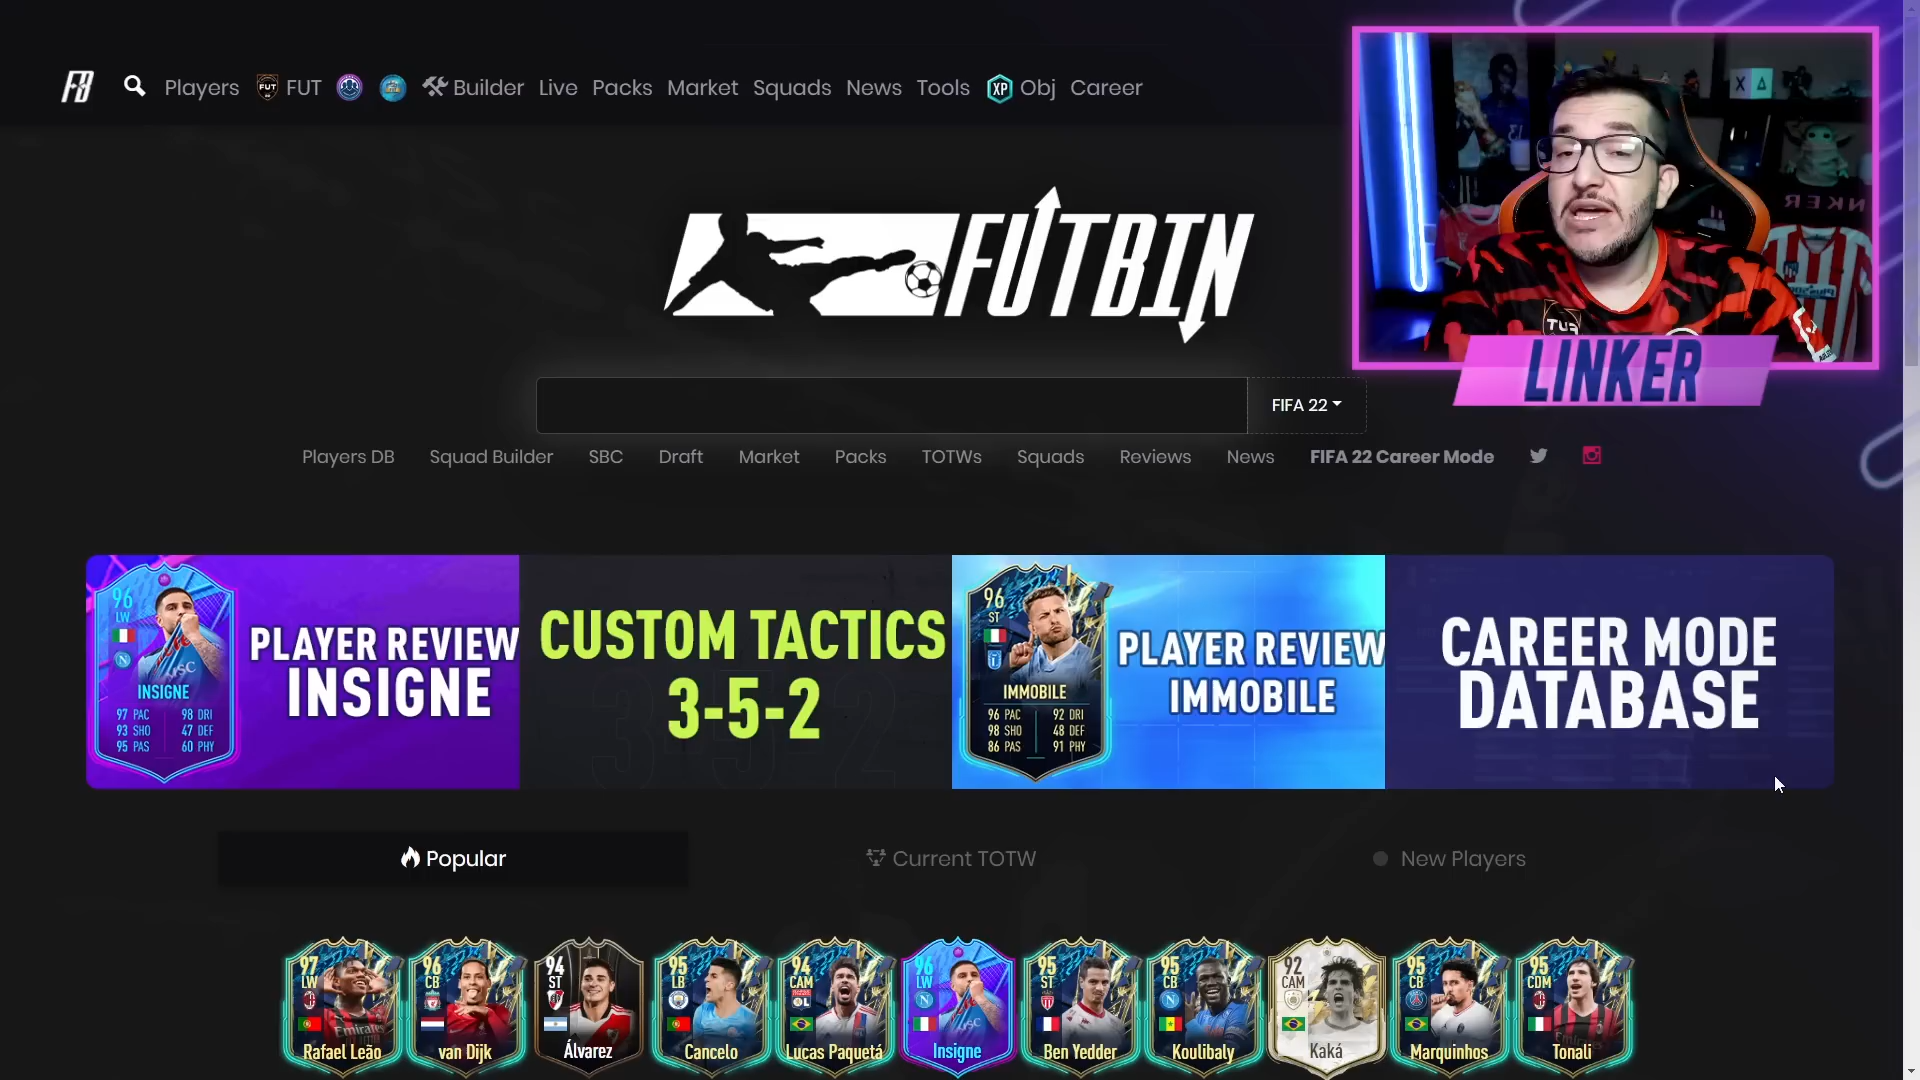 FB Players FUT FUT Builder Live Packs Market Squads News Tools XP Obj Career
FUTBIN
LINKER
FIFA 22
Players DB Squad Builder SBC Draft Market Packs TOTWs Squads Reviews News FIFA 22 Career Mode
96
LW
INSIGNE
97 PAC 98 DRI
93 SHO 47 DEF
95 PAS 60 PHY
PLAYER REVIEW
INSIGNE
CUSTOM TACTICS
3-5-2
96
ST
IMMOBILE
96 PAC 92 DRI
98 SHO 48 DEF
86 PAS 91 PHY
PLAYER REVIEW
IMMOBILE
CAREER MODE
DATABASE
Popular Current TOTW New Players
97 96 94 95 94 96 95 95 92 95 95
LW CB ST LB CAM LW ST CB CAM CB CDM
Rafael Leão van Dijk Álvarez Cancelo Lucas Paquetá Insigne Ben Yedder Koulibaly Kaká Marquinhos Tonali